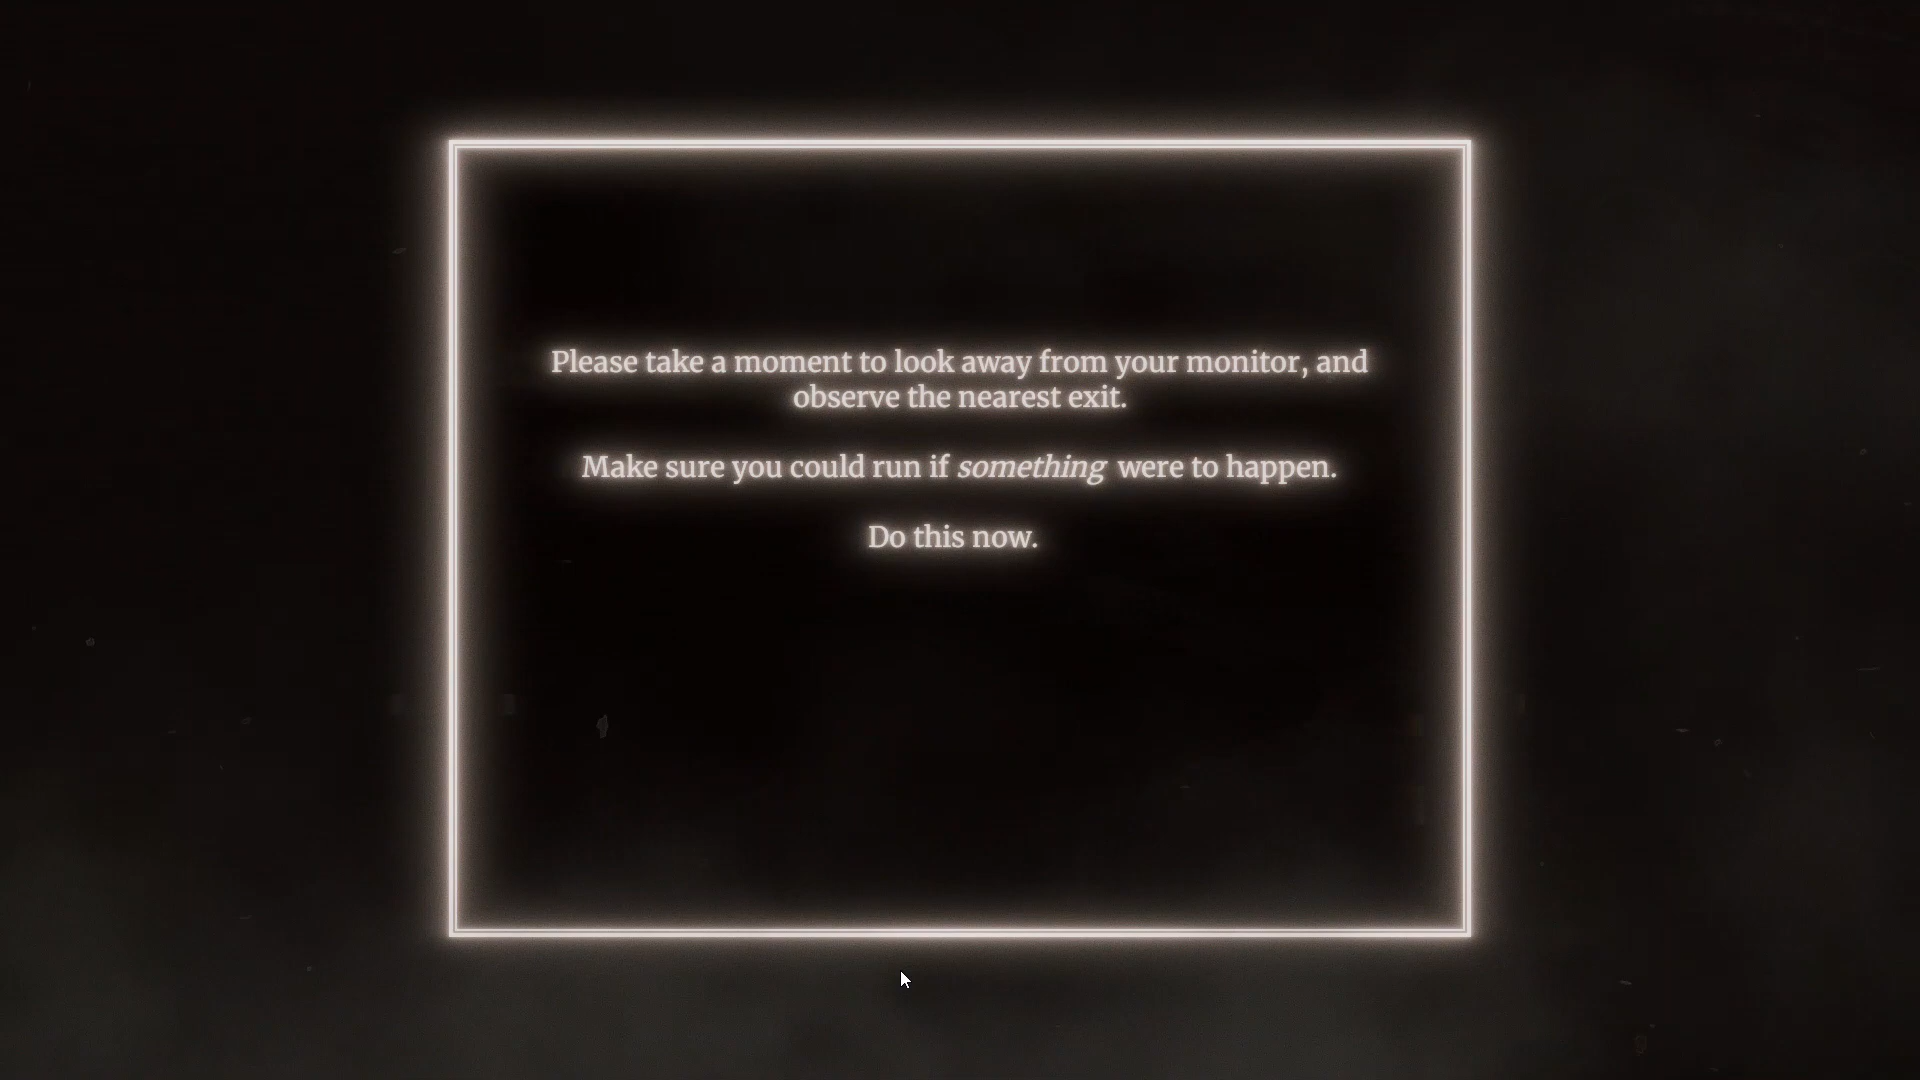 Please take a moment to look away from your monitor, and
observe the nearest exit.
Make sure you could run if something were to happen.
Do this now.